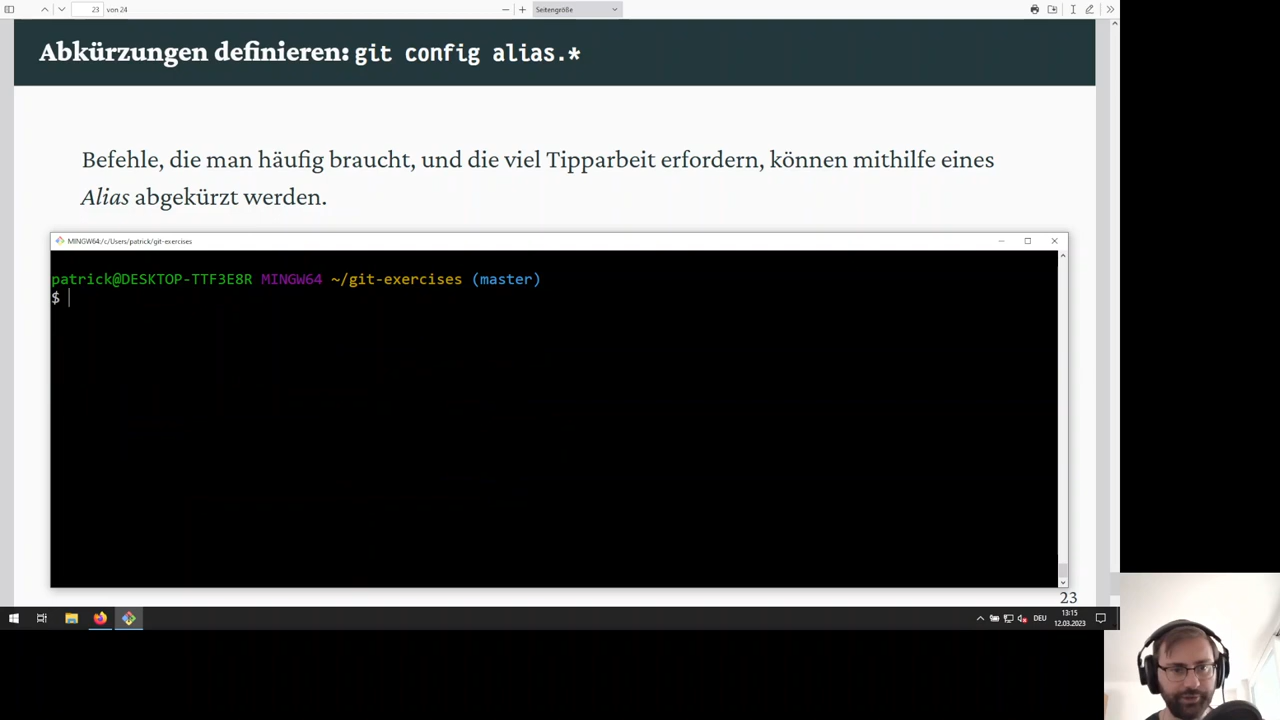 23 von 24
Seitengröße
Abkürzungen definieren: git config alias.*
Befehle, die man häufig braucht, und die viel Tipparbeit erfordern, können mithilfe eines
Alias abgekürzt werden.
MINGW64:/c/Users/patrick/git-exercises
patrick@DESKTOP-TTF3E8R MINGW64 ~/git-exercises (master)
$
23
DEU
13:15
12.03.2023